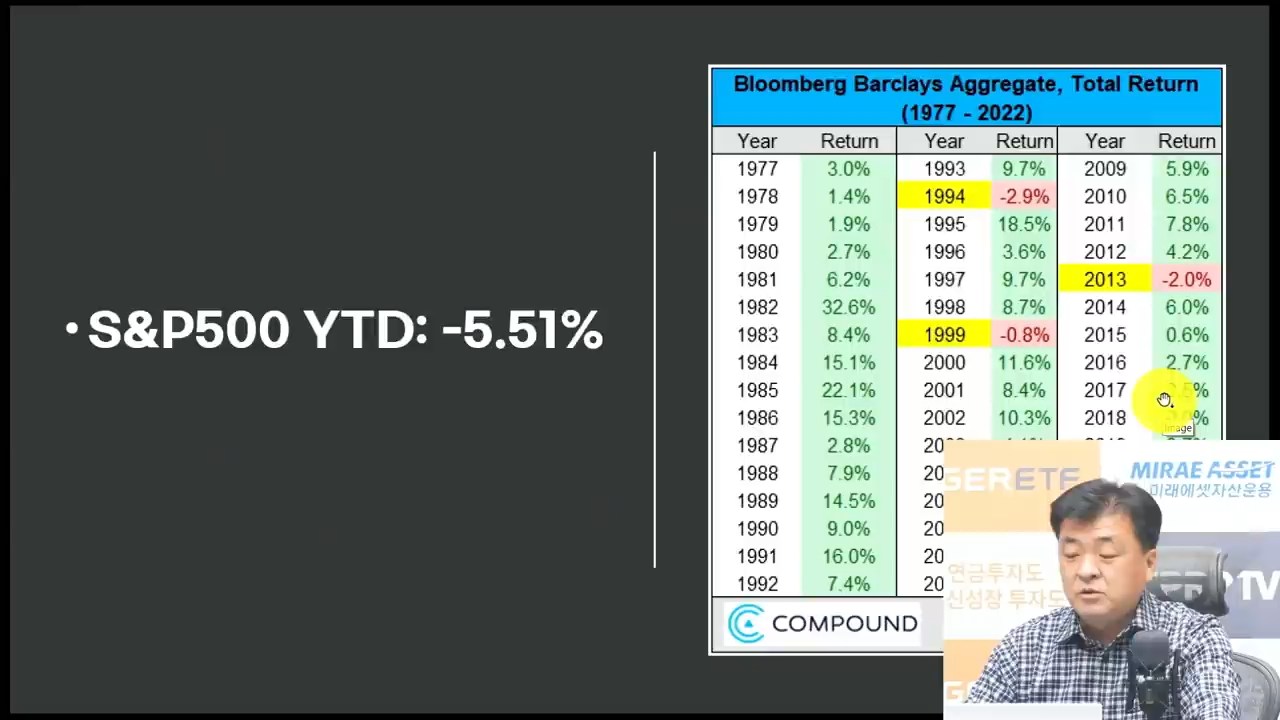 • S&P500 YTD: -5.51%
Bloomberg Barclays Aggregate, Total Return
(1977 - 2022)
Year Return Year Return Year Return
1977 3.0% 1993 9.7% 2009 5.9%
1978 1.4% 1994 -2.9% 2010 6.5%
1979 1.9% 1995 18.5% 2011 7.8%
1980 2.7% 1996 3.6% 2012 4.2%
1981 6.2% 1997 9.7% 2013 -2.0%
1982 32.6% 1998 8.7% 2014 6.0%
1983 8.4% 1999 -0.8% 2015 0.6%
1984 15.1% 2000 11.6% 2016 2.7%
1985 22.1% 2001 8.4% 2017
1986 15.3% 2002 10.3% 2018
Image
1987 2.8%
1988 7.9%
1989 14.5%
1990 9.0%
1991 16.0%
1992 7.4%
COMPOUND
GERETE
MIRAE ASSET
미래에셋자산운용
연금투자도
신성장 투자도